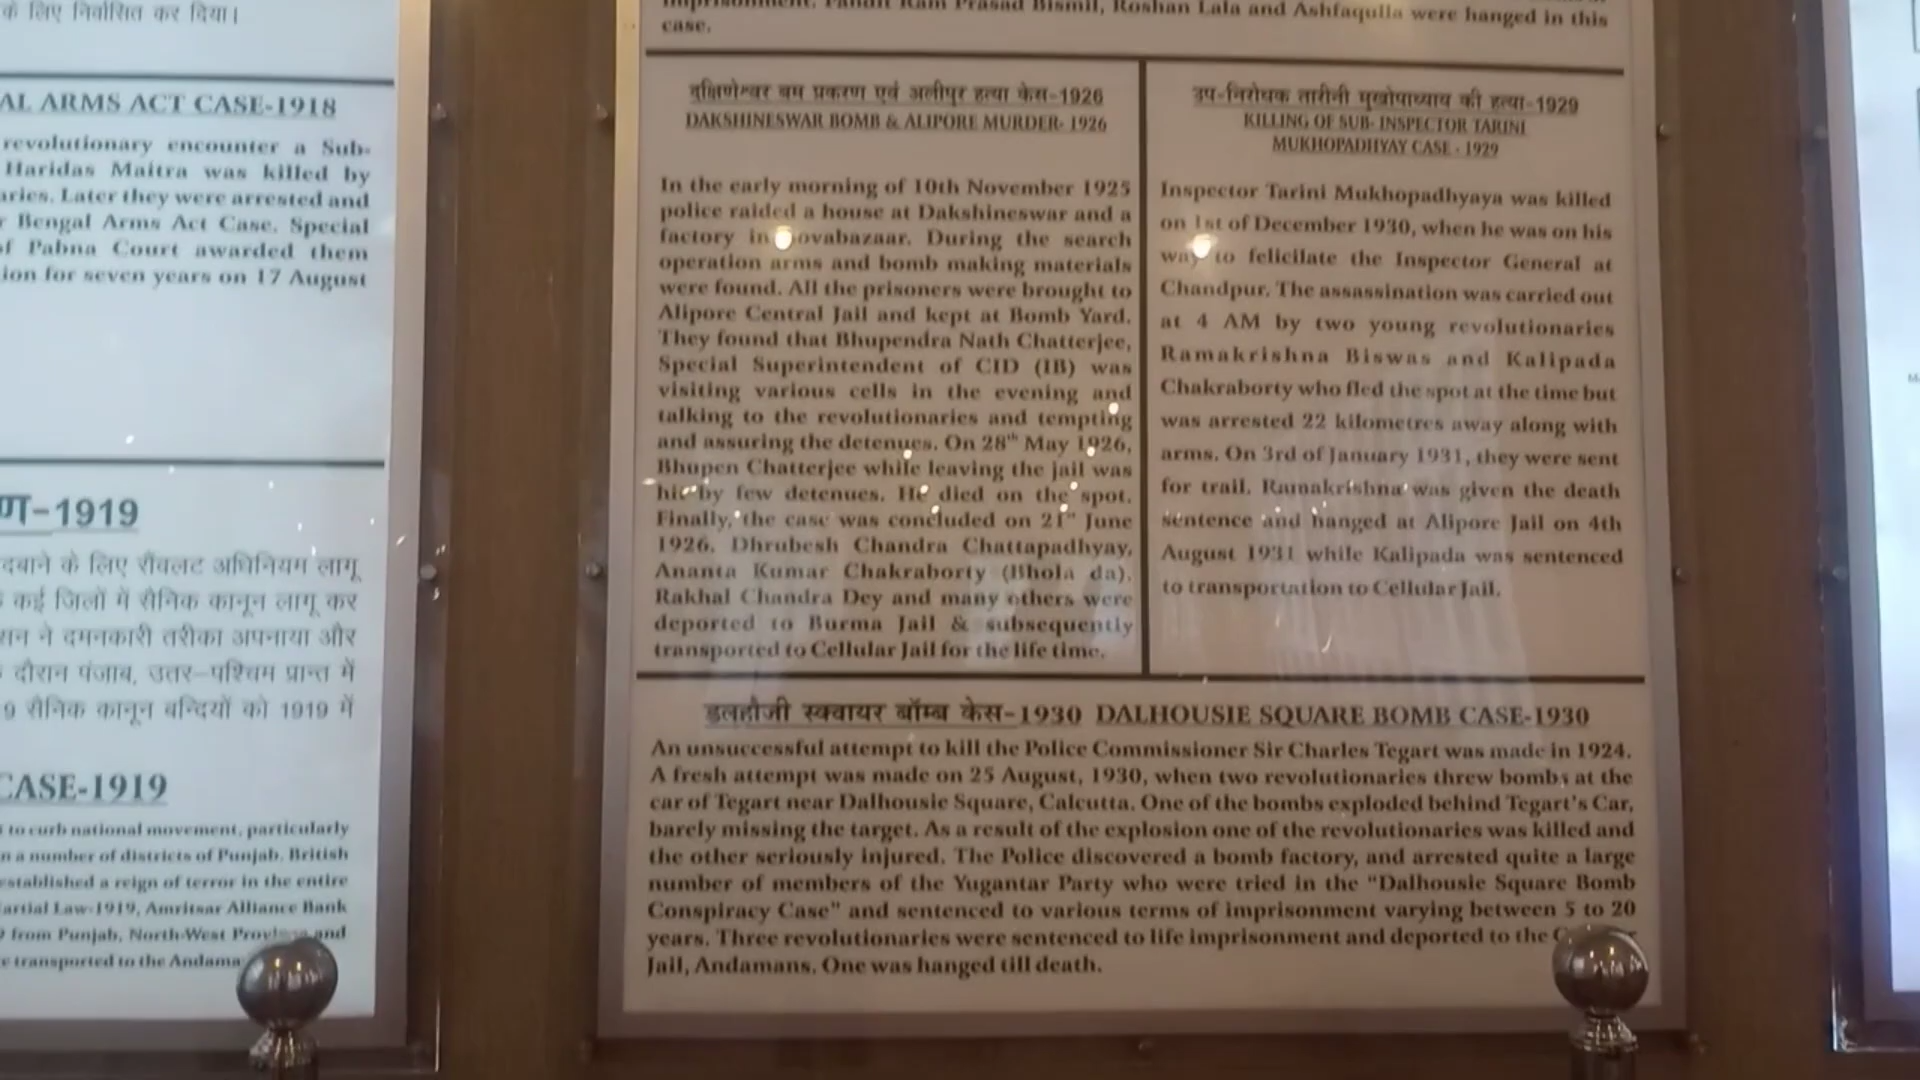 के लिए निर्वासित कर दिया।
AL ARMS ACT CASE-1918
revolutionary encounter a Sub-
Haridas Maitra was killed by
aries. Later they were arrested and
r Bengal Arms Act Case. Special
of Pabna Court awarded them
ion for seven years on 17 August
ण-1919
दबाने के लिए रौवलट अधिनियम लागू
कई जिलों में सैनिक कानून लागू कर
सन ने दमनकारी तरीका अपनाया और
दौरान पंजाब, उत्तर-पश्चिम प्रान्त में
9 सैनिक कानून बन्दियों को 1919 में
CASE-1919
to curb national movement, particularly
n a number of districts of Punjab. British
established a reign of terror in the entire
artial Law-1919, Amritsar Alliance Bank
9 from Punjab, North-West Province and
e transported to the Andama
imprisonment. Pandit Ram Prasad Bismil, Roshan Lala and Ashfaqulla were hanged in this
case.
दक्षिणेश्वर बम प्रकरण एवं अलीपुर हत्या केस-1926
DAKSHINESWAR BOMB & ALIPORE MURDER- 1926
In the early morning of 10th November 1925
police raided a house at Dakshineswar and a
factory in ovabazaar. During the search
operation arms and bomb making materials
were found. All the prisoners were brought to
Alipore Central Jail and kept at Bomb Yard.
They found that Bhupendra Nath Chatterjee,
Special Superintendent of CID (IB) was
visiting various cells in the evening and
talking to the revolutionaries and tempting
and assuring the detenues. On 28th May 1926,
Bhupen Chatterjee while leaving the jail was
hit by few detenues. He died on the spot.
Finally, the case was concluded on 21st June
1926. Dhrubesh Chandra Chattapadhyay,
Ananta Kumar Chakraborty (Bhola da),
Rakhal Chandra Dey and many others were
deported to Burma Jail & subsequently
transported to Cellular Jail for the life time.
उप-निरोधक तारीनी मुखोपाध्याय की हत्या-1929
KILLING OF SUB- INSPECTOR TARINI
MUKHOPADHYAY CASE - 1929
Inspector Tarini Mukhopadhyaya was killed
on 1st of December 1930, when he was on his
way to felicilate the Inspector General at
Chandpur. The assassination was carried out
at 4 AM by two young revolutionaries
Ramakrishna Biswas and Kalipada
Chakraborty who fled the spot at the time but
was arrested 22 kilometres away along with
arms. On 3rd of January 1931, they were sent
for trail. Ramakrishna was given the death
sentence and hanged at Alipore Jail on 4th
August 1931 while Kalipada was sentenced
to transportation to Cellular Jail.
डलहौजी स्क्वायर बॉम्ब केस-1930 DALHOUSIE SQUARE BOMB CASE-1930
An unsuccessful attempt to kill the Police Commissioner Sir Charles Tegart was made in 1924.
A fresh attempt was made on 25 August, 1930, when two revolutionaries threw bombs at the
car of Tegart near Dalhousie Square, Calcutta. One of the bombs exploded behind Tegart's Car,
barely missing the target. As a result of the explosion one of the revolutionaries was killed and
the other seriously injured. The Police discovered a bomb factory, and arrested quite a large
number of members of the Yugantar Party who were tried in the "Dalhousie Square Bomb
Conspiracy Case" and sentenced to various terms of imprisonment varying between 5 to 20
years. Three revolutionaries were sentenced to life imprisonment and deported to the
Jail, Andamans. One was hanged till death.